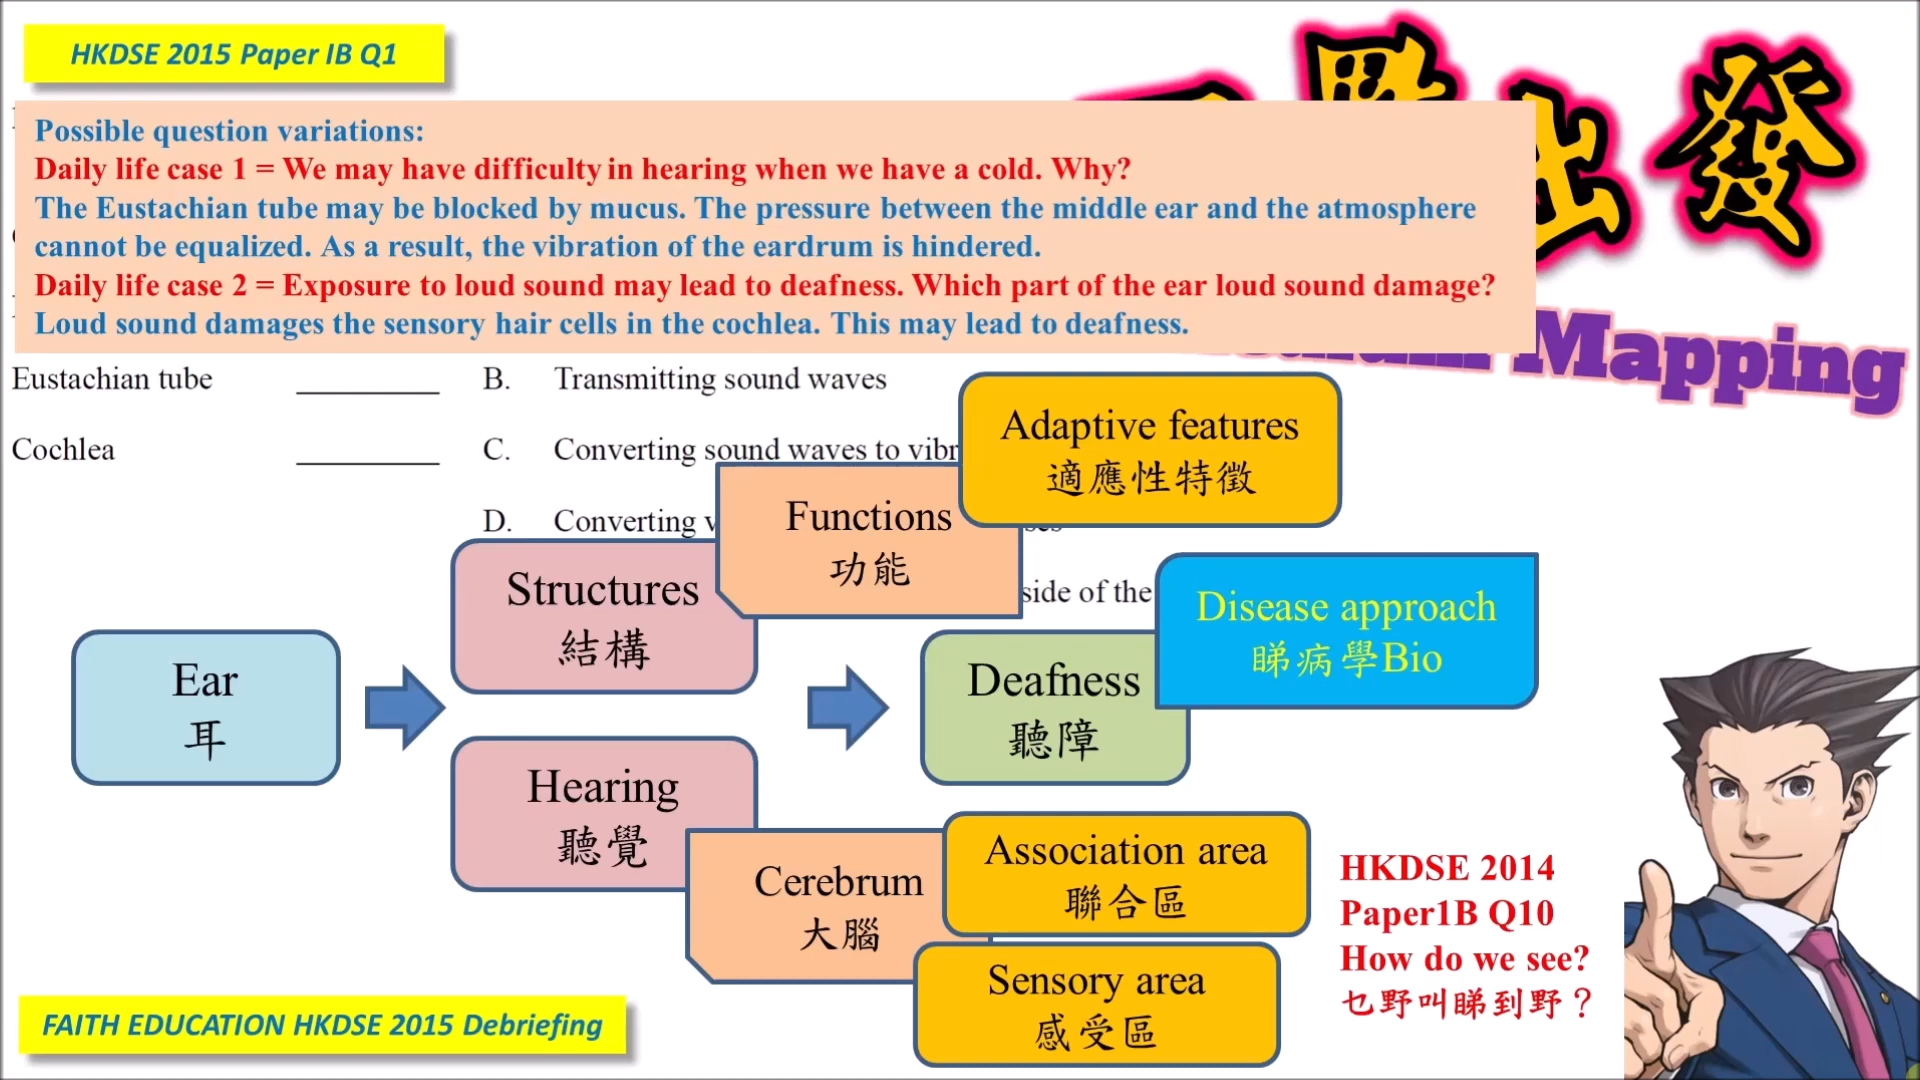 HKDSE 2015 Paper IB Q1
出
發
Possible question variations:
Daily life case 1 = We may have difficulty in hearing when we have a cold. Why?
The Eustachian tube may be blocked by mucus. The pressure between the middle ear and the atmosphere
cannot be equalized. As a result, the vibration of the eardrum is hindered.
Daily life case 2 = Exposure to loud sound may lead to deafness. Which part of the ear loud sound damage?
Loud sound damages the sensory hair cells in the cochlea. This may lead to deafness.
Mapping
Eustachian tube ________ B. Transmitting sound waves
Cochlea ________ C. Converting sound waves to vibr
D. Converting v
side of the
Adaptive features
適應性特徵
Functions
功能
Structures
結構
Disease approach
睇病學Bio
Ear
耳
Deafness
聽障
Hearing
聽覺
Cerebrum
大腦
Association area
聯合區
Sensory area
感受區
HKDSE 2014
Paper1B Q10
How do we see?
乜野叫睇到野？
FAITH EDUCATION HKDSE 2015 Debriefing